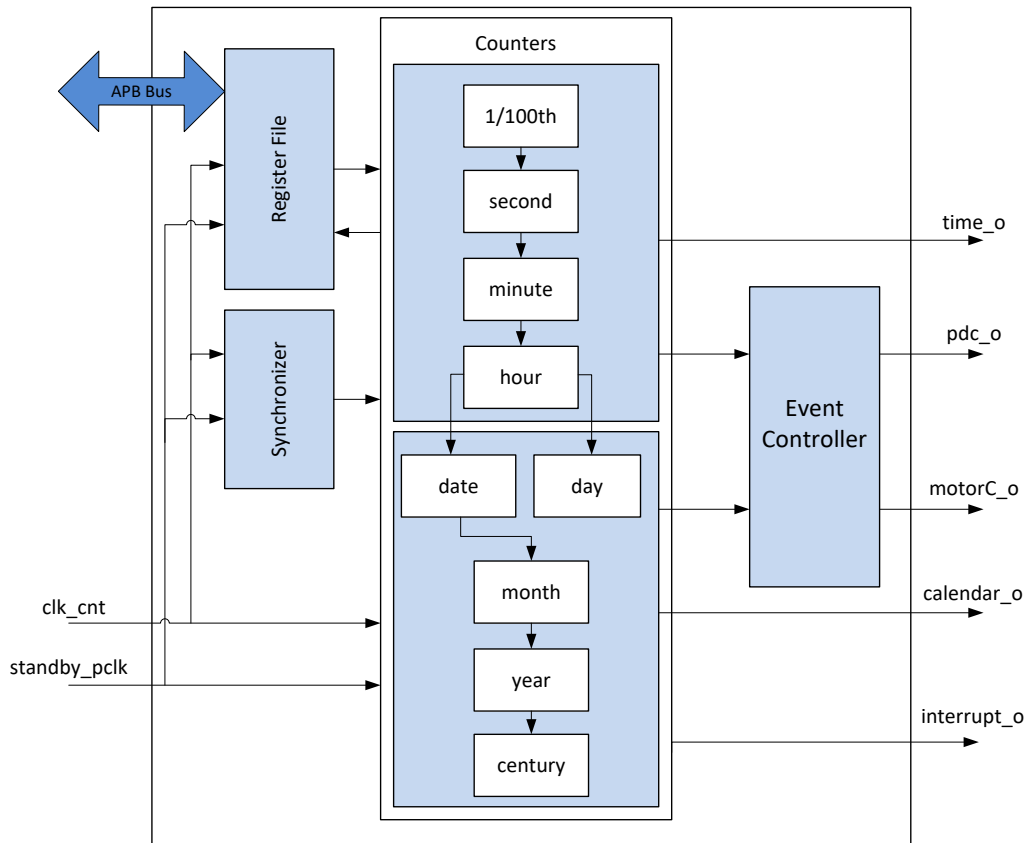 Counters
APB Bus
Register File
1/100th
second
minute
hour
time_o
pdc_o
Synchronizer
Event
Controller
date
day
motorC_o
month
clk_cnt
calendar_o
year
standby_pclk
century
interrupt_o